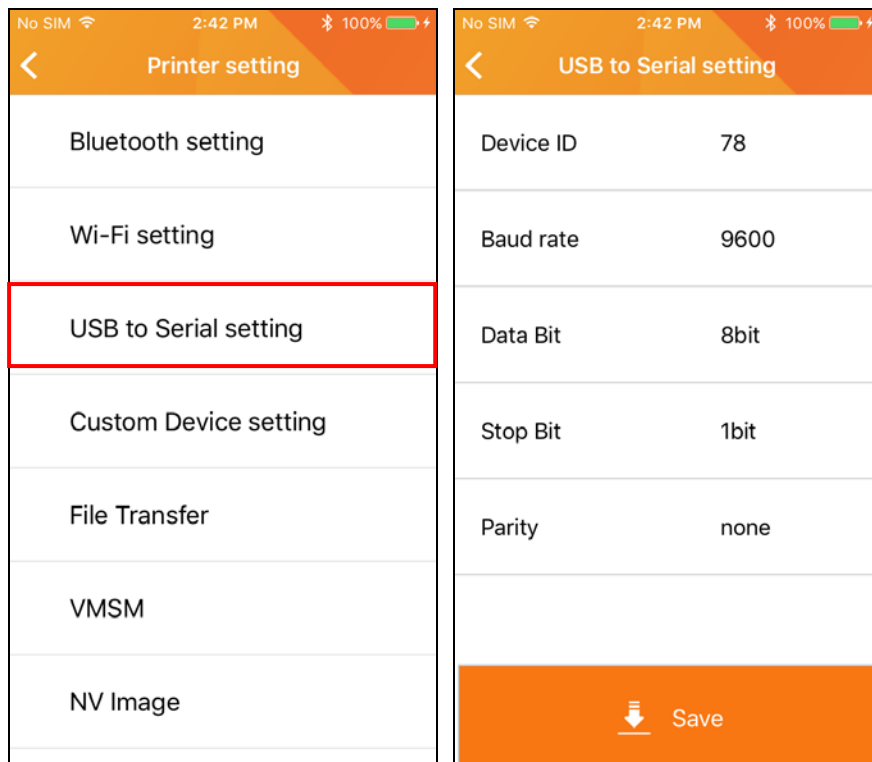 No SIM 2:42 PM 100%
Printer setting
Bluetooth setting
Wi-Fi setting
USB to Serial setting
Custom Device setting
File Transfer
VMSM
NV Image
No SIM 2:42 PM 100%
USB to Serial setting
Device ID 78
Baud rate 9600
Data Bit 8bit
Stop Bit 1bit
Parity none
Save